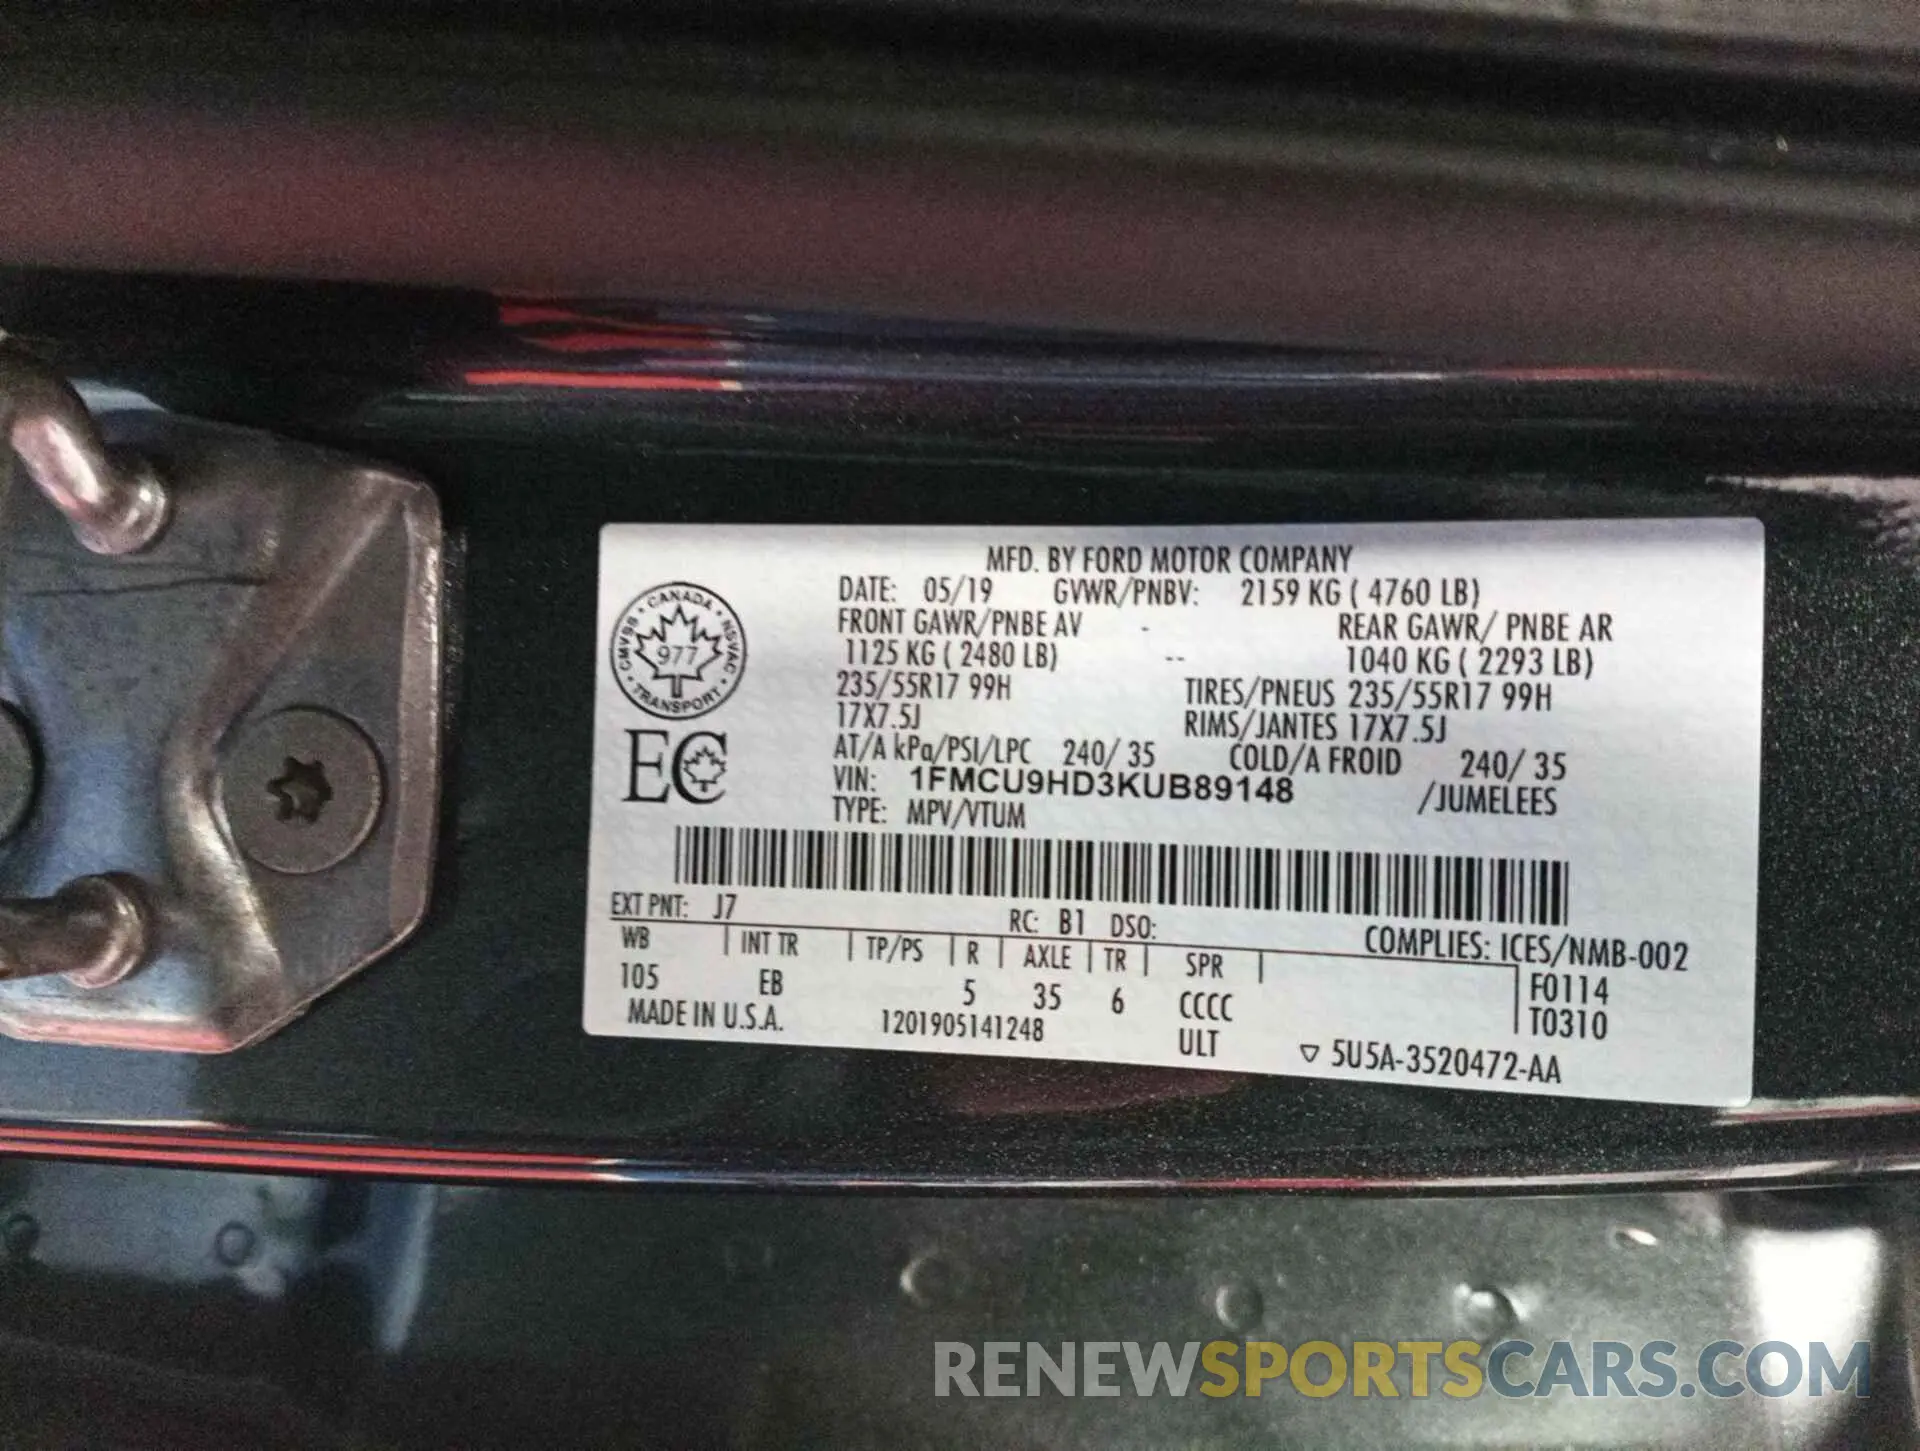 MFD. BY FORD MOTOR COMPANY
DATE: 05/19 GVWR/PNBV: 2159 KG ( 4760 LB)
FRONT GAWR/PNBE AV - REAR GAWR/ PNBE AR
1125 KG ( 2480 LB) -- 1040 KG ( 2293 LB)
235/55R17 99H TIRES/PNEUS 235/55R17 99H
17X7.5J RIMS/JANTES 17X7.5J
AT/A kPa/PSI/LPC 240/ 35 COLD/A FROID 240/ 35
VIN: 1FMCU9HD3KUB89148 /JUMELEES
TYPE: MPV/VTUM
CANADA
CMVSS • NSVAC
977
TRANSPORT
EC
EXT PNT: J7 RC: B1 DSO:
COMPLIES: ICES/NMB-002
WB | INT TR | TP/PS | R | AXLE | TR | SPR |
105 EB 5 35 6 CCCC
F0114
T0310
MADE IN U.S.A. 1201905141248 ULT
▽ 5U5A-3520472-AA
RENEWSPORTSCARS.COM